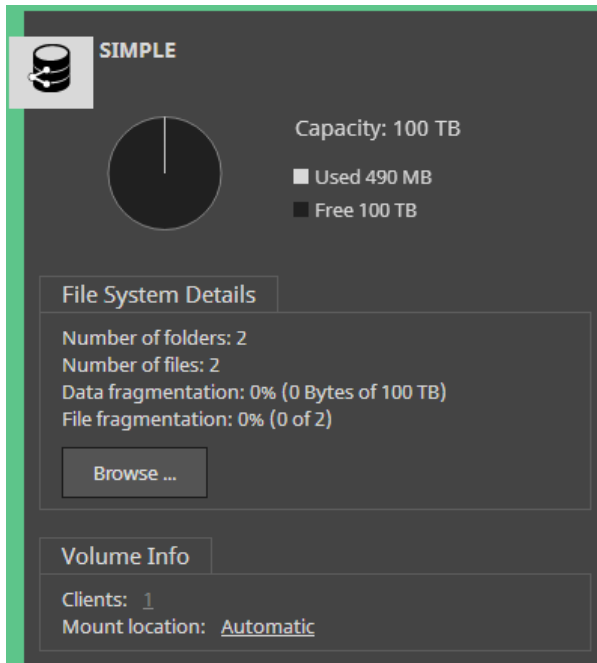 SIMPLE
Capacity: 100 TB
Used 490 MB
Free 100 TB
File System Details
Number of folders: 2
Number of files: 2
Data fragmentation: 0% (0 Bytes of 100 TB)
File fragmentation: 0% (0 of 2)
Browse ...
Volume Info
Clients: 1
Mount location: Automatic